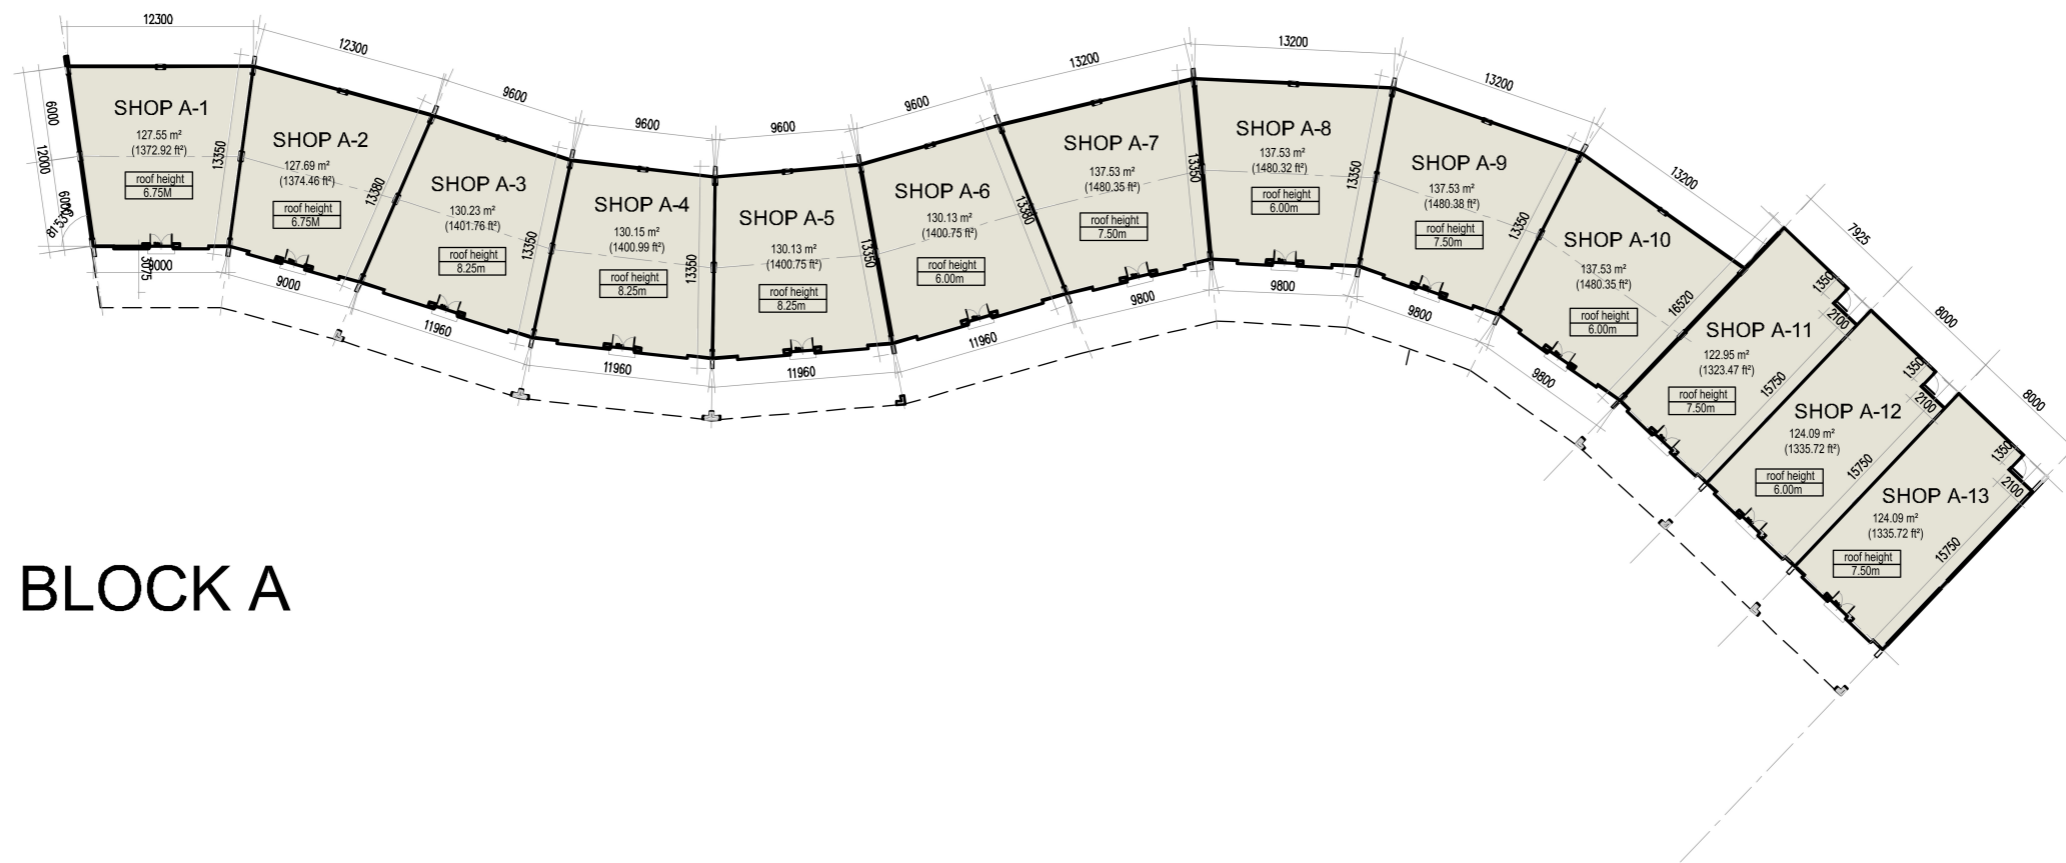 12300
12300
9600
9600
9600
9600
13200
13200
13200
13200
7925
8000
8000
SHOP A-1
127.55 m²
(1372.92 ft²)
roof height
6.75M
6000
12000
13350
3075
9000
SHOP A-2
127.69 m²
(1374.46 ft²)
roof height
6.75M
13380
9000
SHOP A-3
130.23 m²
(1401.76 ft²)
roof height
8.25m
13350
11960
SHOP A-4
130.15 m²
(1400.99 ft²)
roof height
8.25m
13350
11960
SHOP A-5
130.13 m²
(1400.75 ft²)
roof height
8.25m
13350
11960
SHOP A-6
130.13 m²
(1400.75 ft²)
roof height
6.00m
13380
11960
SHOP A-7
137.53 m²
(1480.35 ft²)
roof height
7.50m
13350
9800
SHOP A-8
137.53 m²
(1480.32 ft²)
roof height
6.00m
13350
9800
SHOP A-9
137.53 m²
(1480.38 ft²)
roof height
7.50m
13350
9800
SHOP A-10
137.53 m²
(1480.35 ft²)
roof height
6.00m
16520
9800
SHOP A-11
122.95 m²
(1323.47 ft²)
roof height
7.50m
1350
2100
15750
SHOP A-12
124.09 m²
(1335.72 ft²)
roof height
6.00m
1350
2100
15750
SHOP A-13
124.09 m²
(1335.72 ft²)
roof height
7.50m
1350
2100
15750
BLOCK A